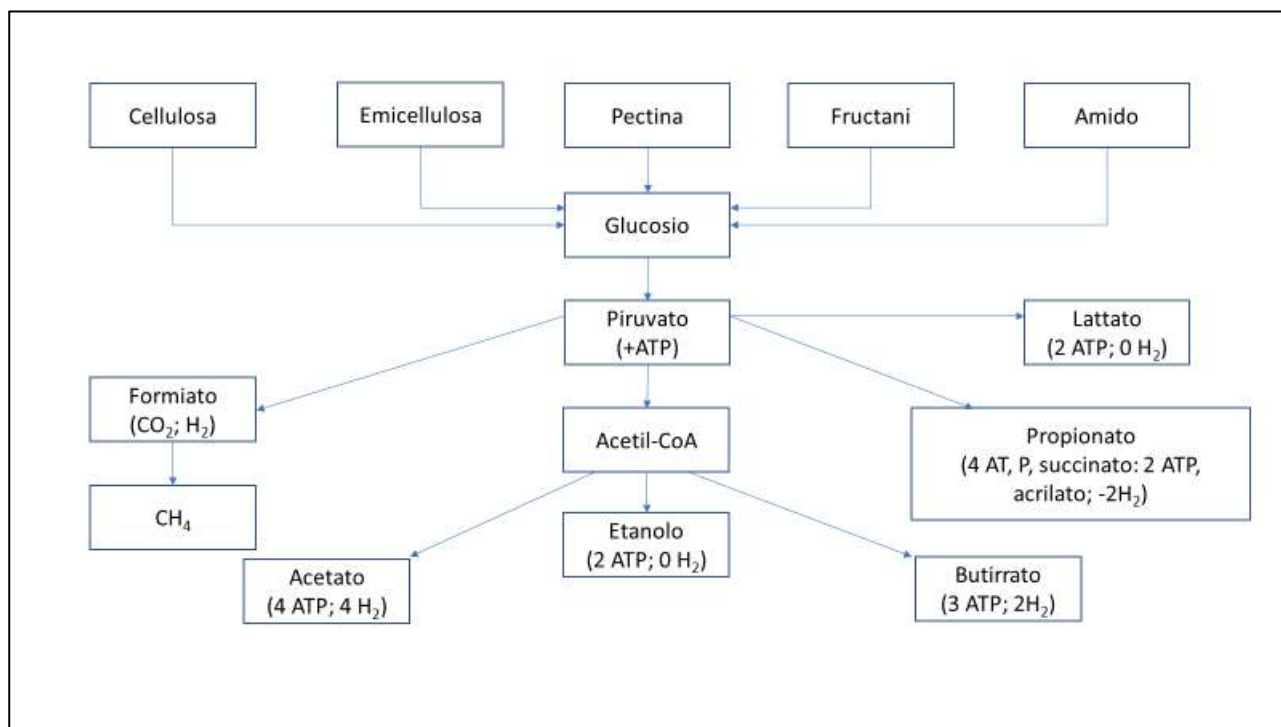 Cellulosa
Emicellulosa
Pectina
Fructani
Amido
Glucosio
Piruvato
(+ATP)
Lattato
(2 ATP; 0 H₂)
Formiato
(CO₂; H₂)
Acetil-CoA
Propionato
(4 AT, P, succinato: 2 ATP,
acrilato; -2H₂)
CH₄
Etanolo
(2 ATP; 0 H₂)
Acetato
(4 ATP; 4 H₂)
Butirrato
(3 ATP; 2H₂)